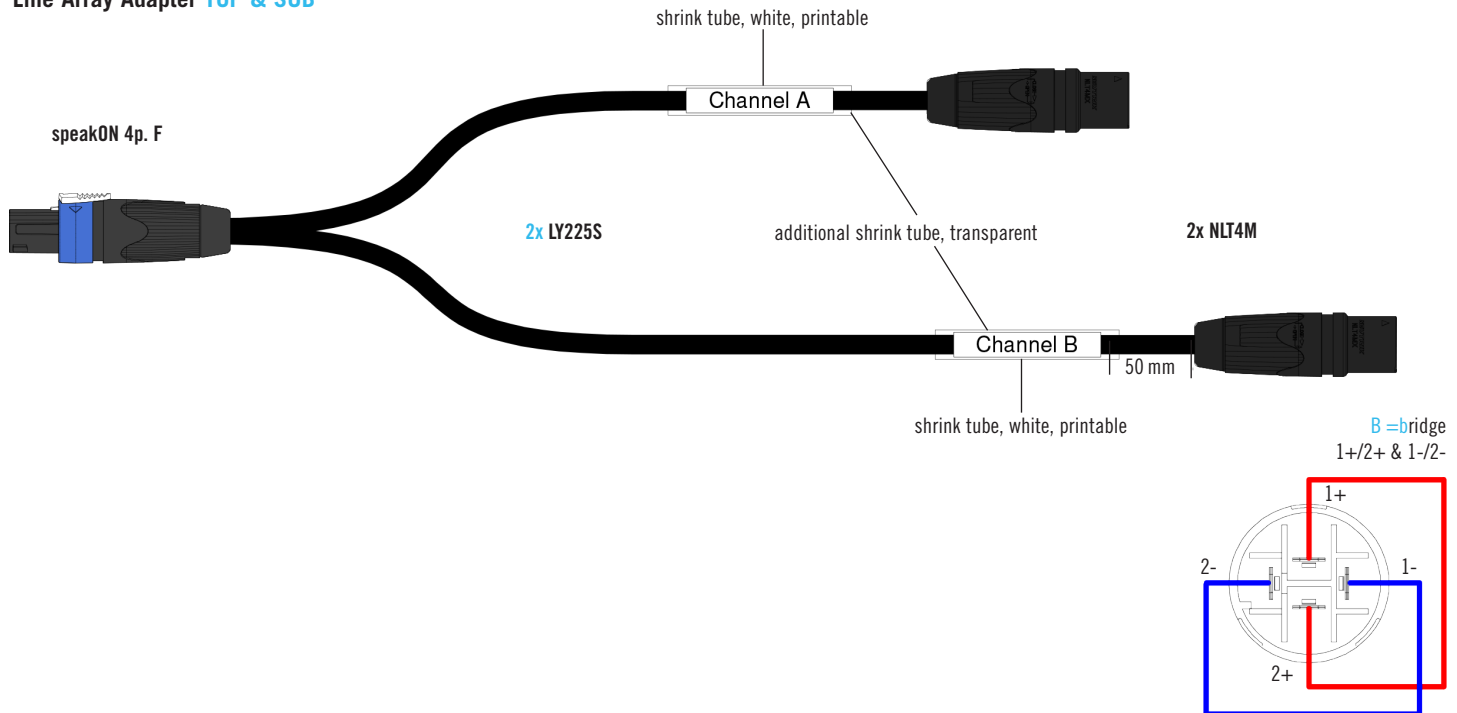 Line Array Adapter TOP & SUB
shrink tube, white, printable
Channel A
speakON 4p. F
2x LY225S
additional shrink tube, transparent
2x NLT4M
Channel B
50 mm
shrink tube, white, printable
B =bridge
1+/2+ & 1-/2-
1+
2-
1-
2+